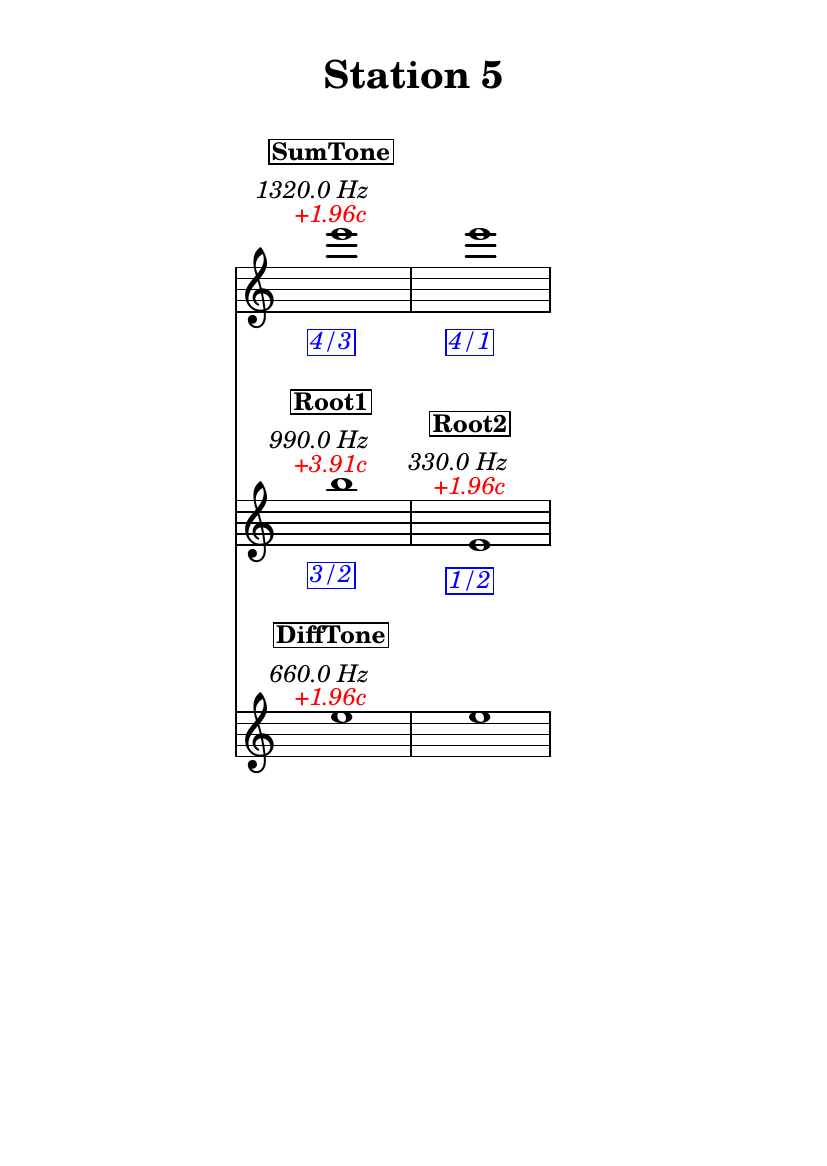 Station 5
SumTone
1320.0 Hz
+1.96c
4/3
4/1
Root1
990.0 Hz
+3.91c
Root2
330.0 Hz
+1.96c
3/2
1/2
DiffTone
660.0 Hz
+1.96c